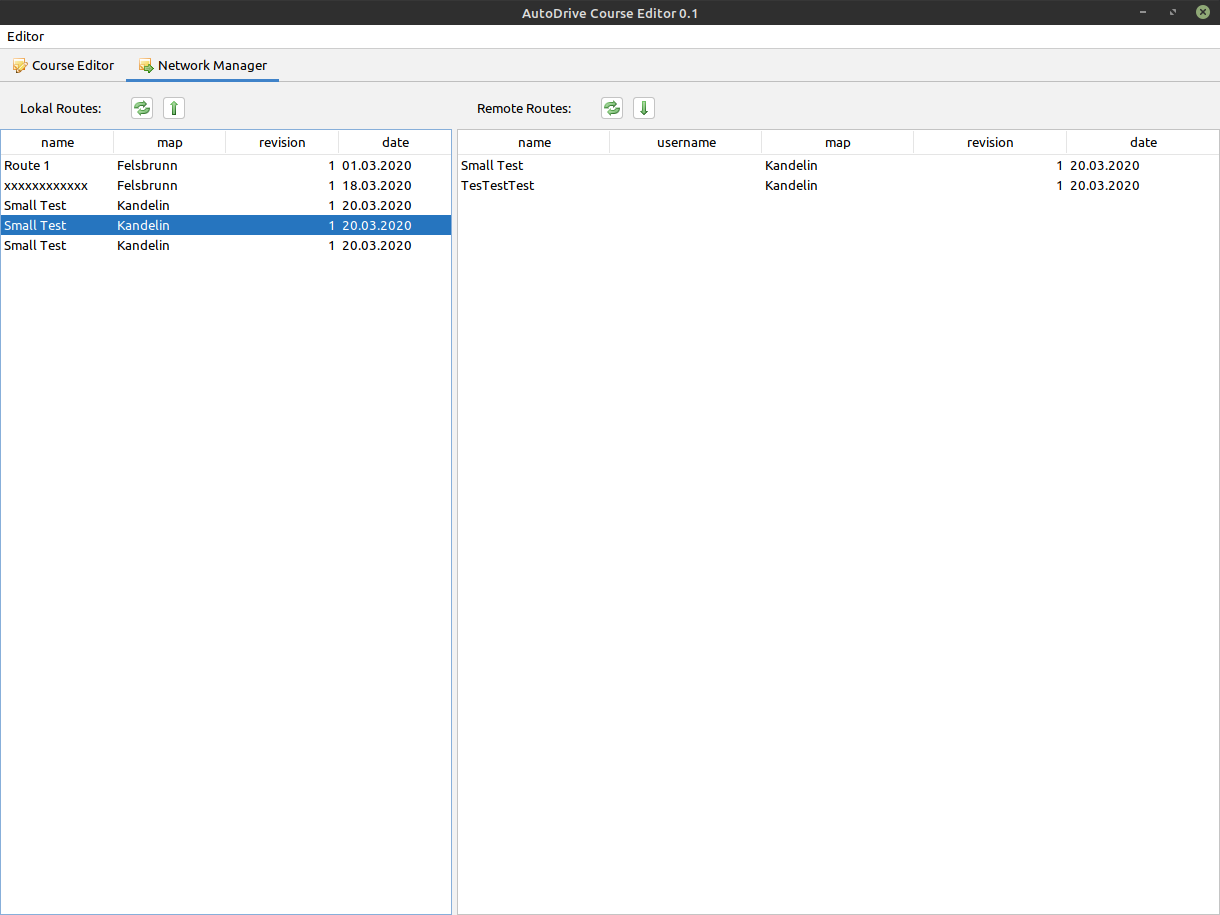 AutoDrive Course Editor 0.1
Editor
Course Editor Network Manager
Lokal Routes: Remote Routes:
name map revision date name username map revision date
Route 1 Felsbrunn 1 01.03.2020 Small Test Kandelin 1 20.03.2020
xxxxxxxxxxxx Felsbrunn 1 18.03.2020 TesTestTest Kandelin 1 20.03.2020
Small Test Kandelin 1 20.03.2020
Small Test Kandelin 1 20.03.2020
Small Test Kandelin 1 20.03.2020